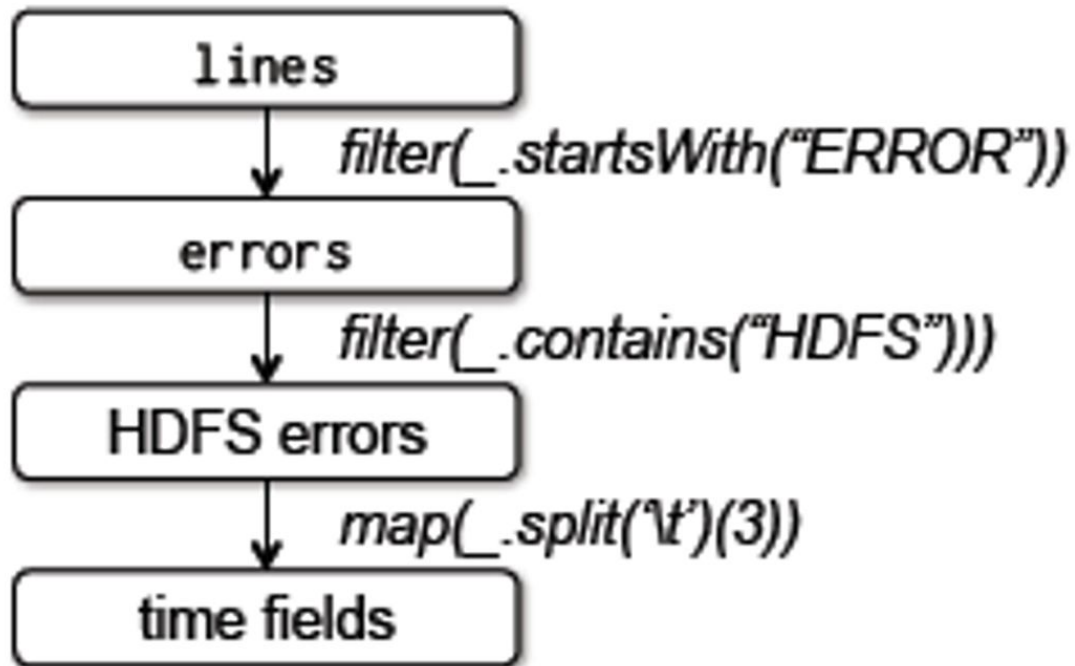 lines
filter(_.startsWith(“ERROR”))
errors
filter(_.contains(“HDFS”)))
HDFS errors
map(_.split(‘\t’)(3))
time fields